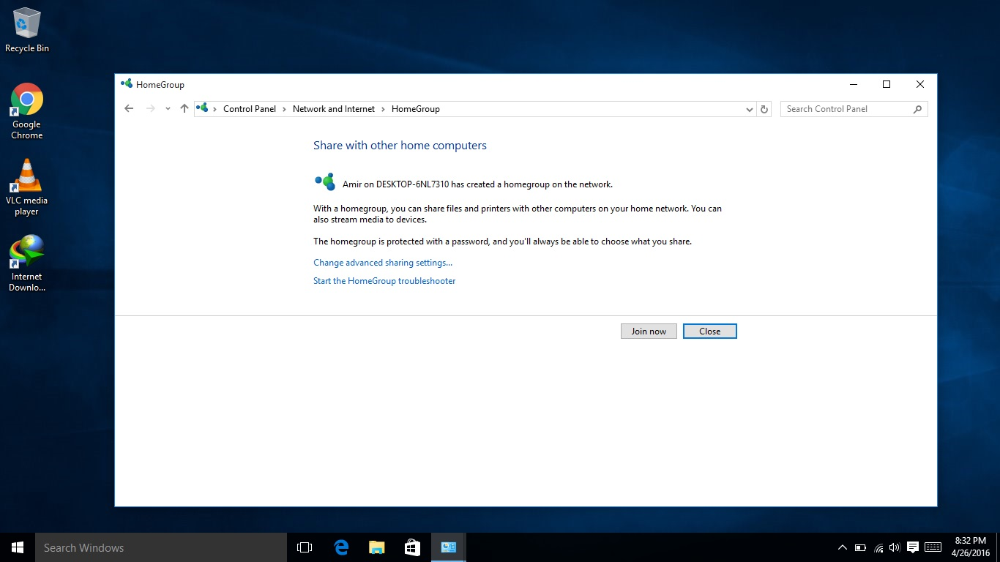 Recycle Bin
Google
Chrome
VLC media
player
Internet
Downlo...
HomeGroup
Control Panel
Network and Internet
HomeGroup
Search Control Panel
Share with other home computers
Amir on DESKTOP-6NL7310 has created a homegroup on the network.
With a homegroup, you can share files and printers with other computers on your home network. You can
also stream media to devices.
The homegroup is protected with a password, and you'll always be able to choose what you share.
Change advanced sharing settings...
Start the HomeGroup troubleshooter
Join now
Close
Search Windows
8:32 PM
4/26/2016